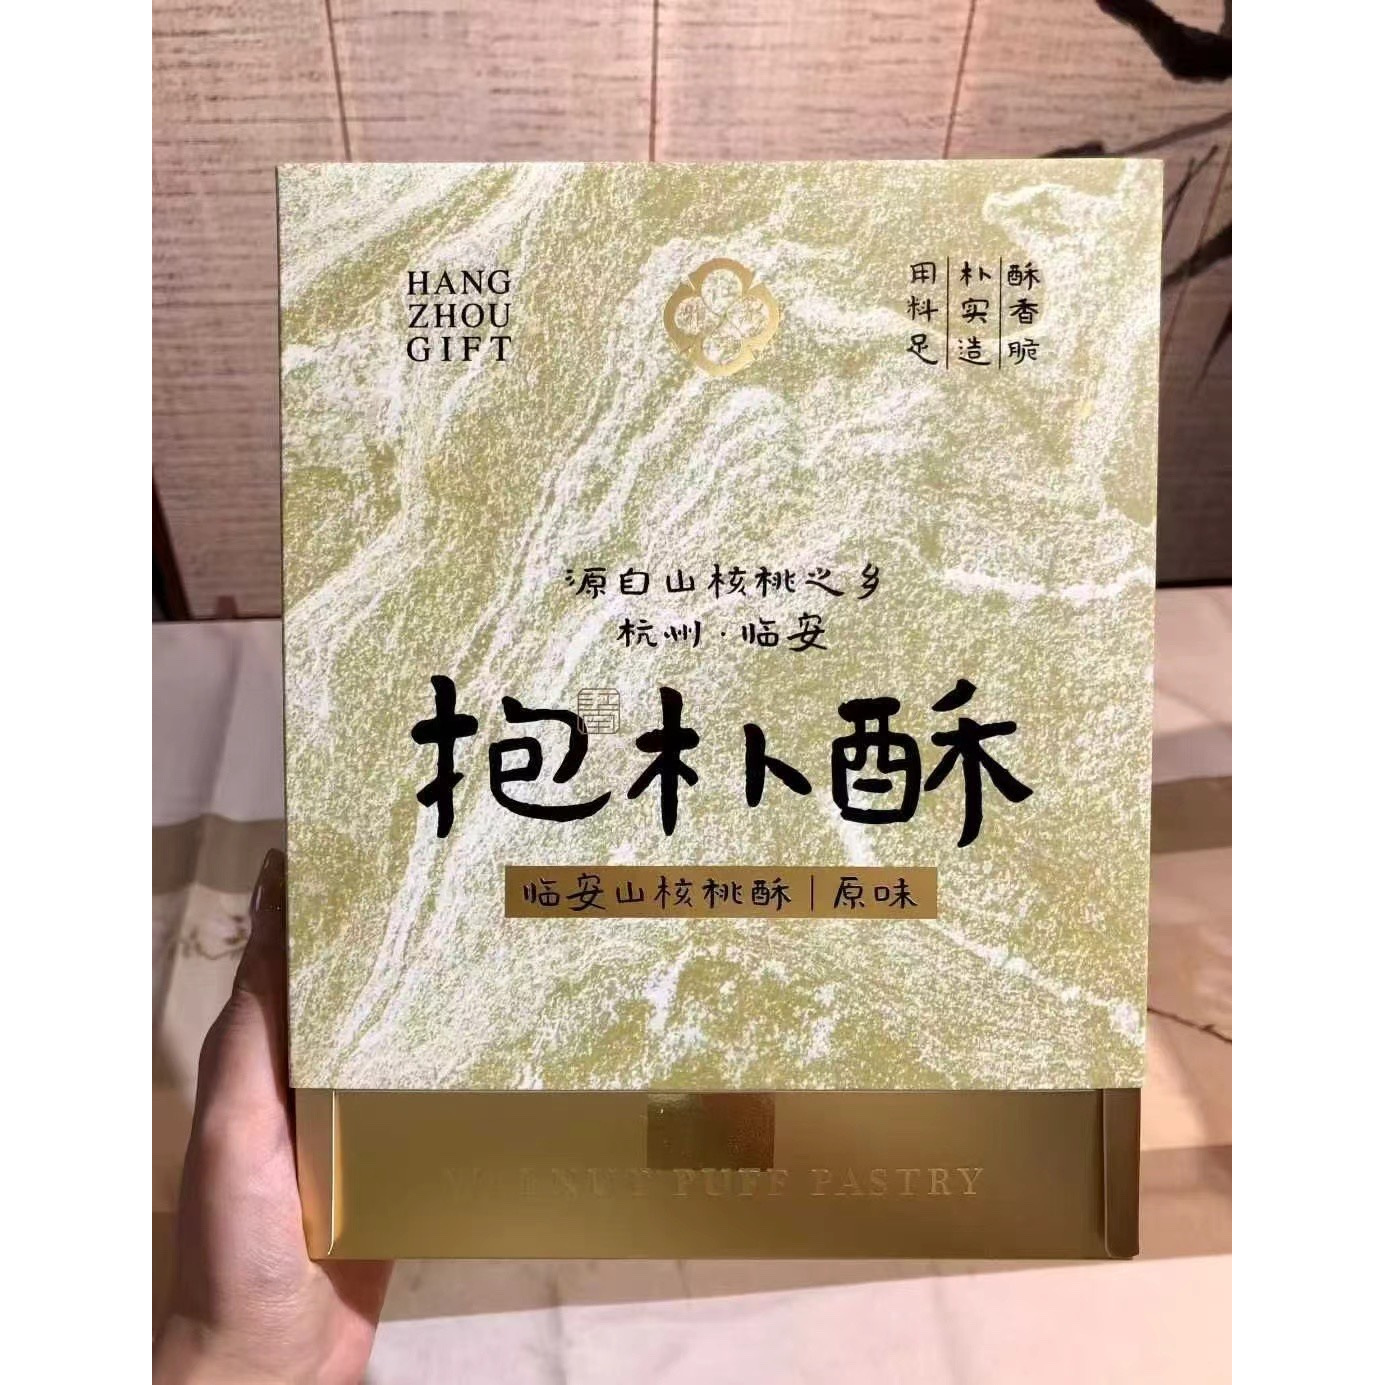 HANG
ZHOU
GIFT
酥香脆
朴实造
用料足
源自山核桃之乡
杭州·临安
抱朴酥
临安山核桃酥|原味
WALNUT PUFF PASTRY